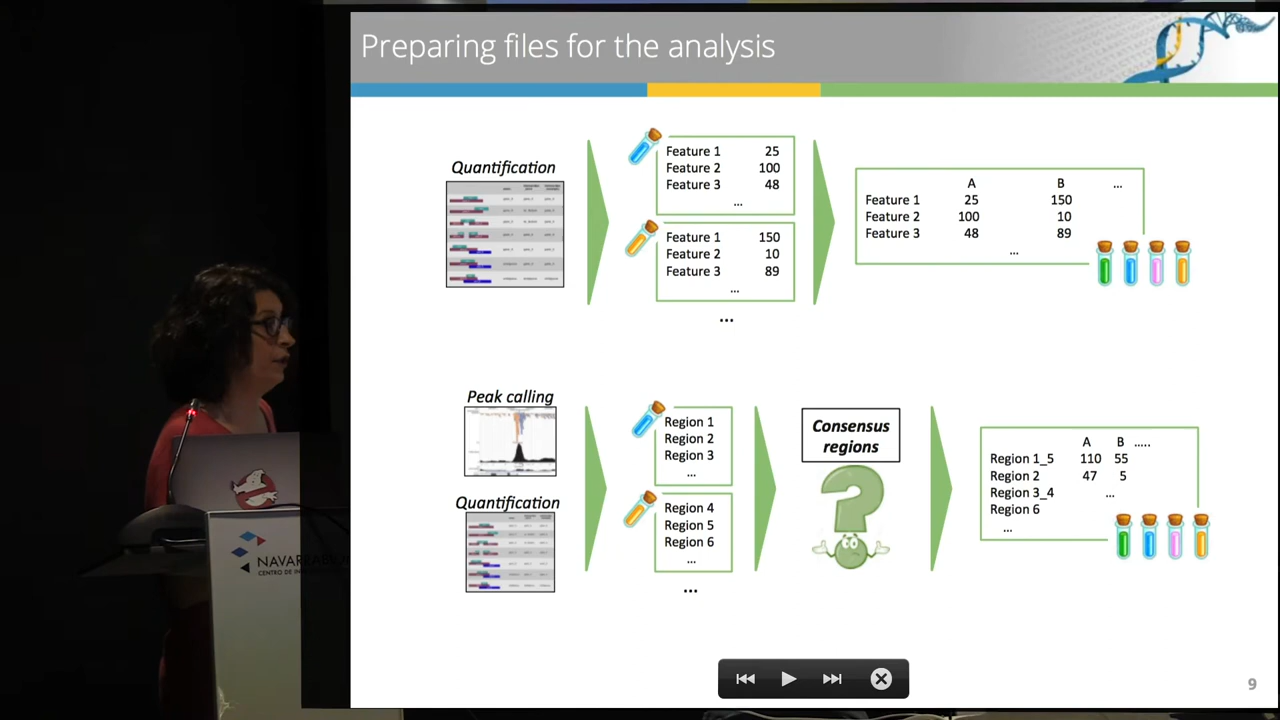 Preparing files for the analysis
Quantification
Feature 1 25
Feature 2 100
Feature 3 48
...
Feature 1 150
Feature 2 10
Feature 3 89
...
...
A B ...
Feature 1 25 150
Feature 2 100 10
Feature 3 48 89
...
Peak calling
Quantification
Region 1
Region 2
Region 3
...
Region 4
Region 5
Region 6
...
...
Consensus
regions
A B .....
Region 1_5 110 55
Region 2 47 5
Region 3_4 ...
Region 6
...
9
CENTRO DE